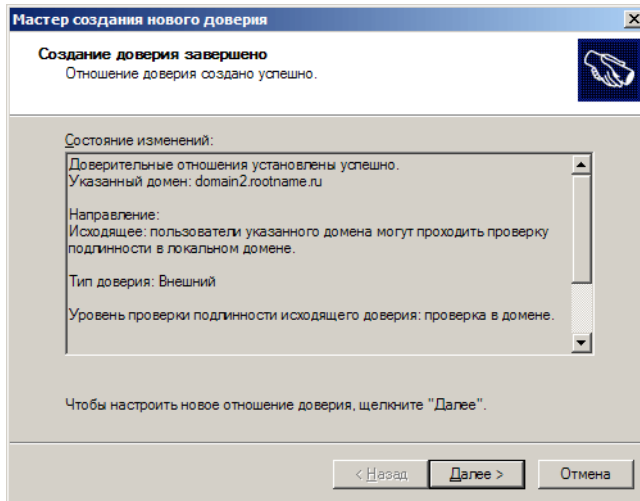 Мастер создания нового доверия
Создание доверия завершено
Отношение доверия создано успешно.
Состояние изменений:
Доверительные отношения установлены успешно.
Указанный домен: domain2.rootname.ru
Направление:
Исходящее: пользователи указанного домена могут проходить проверку
подлинности в локальном домене.
Тип доверия: Внешний
Уровень проверки подлинности исходящего доверия: проверка в домене.
Чтобы настроить новое отношение доверия, щелкните "Далее".
< Назад Далее > Отмена